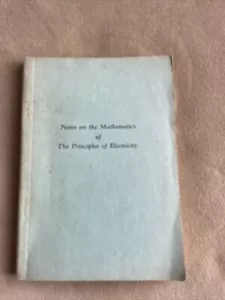 Notes on the Mathematics
of
The Principles of Electricity